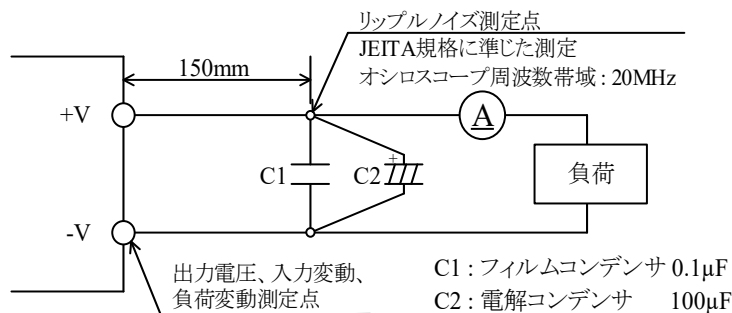 リップルノイズ測定点
JEITA規格に準じた測定
オシロスコープ周波数帯域 : 20MHz
150mm
+V
A
C1
+
C2
負荷
-V
出力電圧、入力変動、
負荷変動測定点
C1 : フィルムコンデンサ 0.1µF
C2 : 電解コンデンサ 100µF